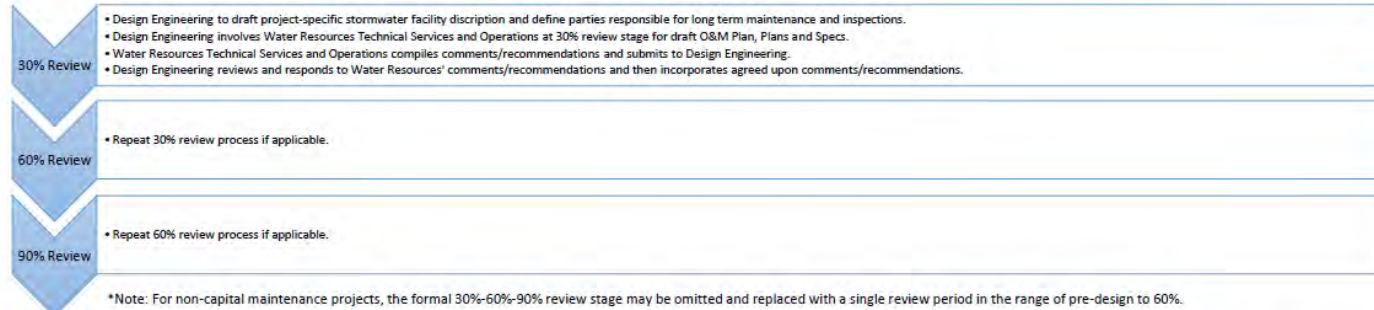 30% Review
• Design Engineering to draft project-specific stormwater facility discription and define parties responsible for long term maintenance and inspections.
• Design Engineering involves Water Resources Technical Services and Operations at 30% review stage for draft O&M Plan, Plans and Specs.
• Water Resources Technical Services and Operations compiles comments/recommendations and submits to Design Engineering.
• Design Engineering reviews and responds to Water Resources' comments/recommendations and then incorporates agreed upon comments/recommendations.
60% Review
• Repeat 30% review process if applicable.
90% Review
• Repeat 60% review process if applicable.
*Note: For non-capital maintenance projects, the formal 30%-60%-90% review stage may be omitted and replaced with a single review period in the range of pre-design to 60%.